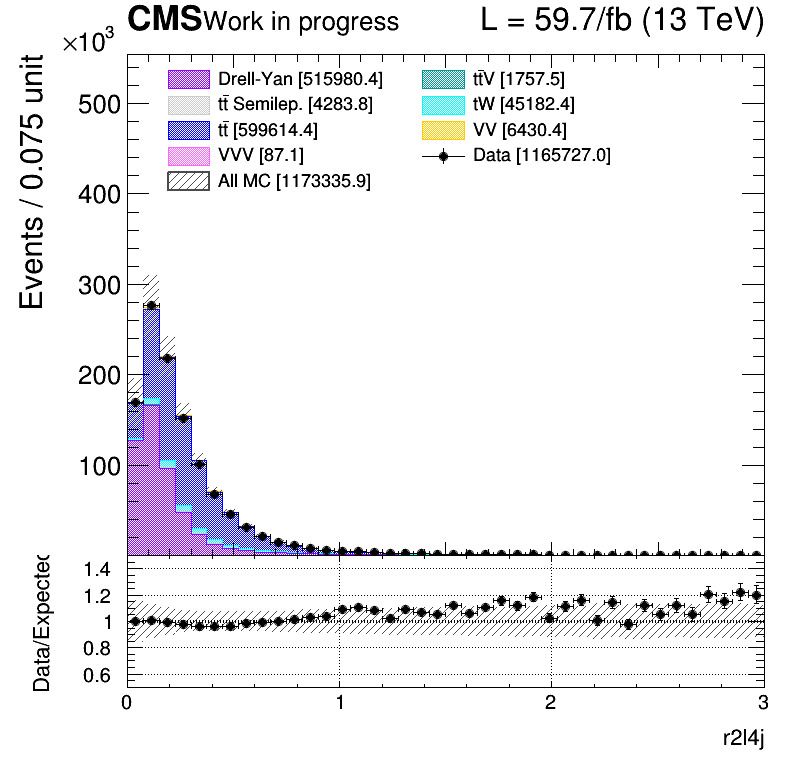 CMS Work in progress L = 59.7/fb (13 TeV)
×10³
Events / 0.075 unit
500
400
300
200
100
Drell-Yan [515980.4]
tt̄ Semilep. [4283.8]
tt̄ [599614.4]
VVV [87.1]
All MC [1173335.9]
tt̄V [1757.5]
tW [45182.4]
VV [6430.4]
Data [1165727.0]
Data/Expected
1.4
1.2
1
0.8
0.6
0 1 2 3
r2l4j